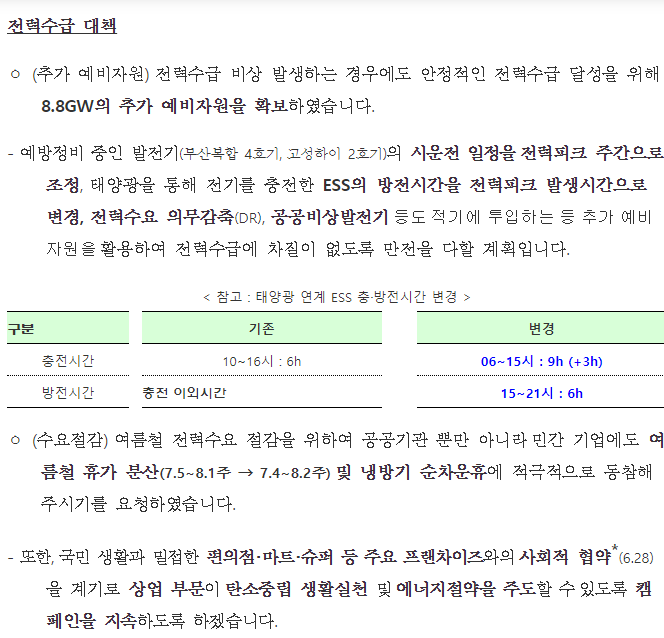 전력수급 대책
ㅇ (추가 예비자원) 전력수급 비상 발생하는 경우에도 안정적인 전력수급 달성을 위해
8.8GW의 추가 예비자원을 확보하였습니다.
- 예방정비 중인 발전기(부산복합 4호기, 고성하이 2호기)의 시운전 일정을 전력피크 주간으로
조정, 태양광을 통해 전기를 충전한 ESS의 방전시간을 전력피크 발생시간으로
변경, 전력수요 의무감축(DR), 공공비상발전기 등도 적기에 투입하는 등 추가 예비
자원을 활용하여 전력수급에 차질이 없도록 만전을 다할 계획입니다.
< 참고 : 태양광 연계 ESS 충·방전시간 변경 >
구분 기존 변경
충전시간 10~16시 : 6h 06~15시 : 9h (+3h)
방전시간 충전 이외시간 15~21시 : 6h
ㅇ (수요절감) 여름철 전력수요 절감을 위하여 공공기관 뿐만 아니라 민간 기업에도 여
름철 휴가 분산(7.5~8.1주 → 7.4~8.2주) 및 냉방기 순차운휴에 적극적으로 동참해
주시기를 요청하였습니다.
- 또한, 국민 생활과 밀접한 편의점·마트·슈퍼 등 주요 프랜차이즈와의 사회적 협약*(6.28)
을 계기로 상업 부문이 탄소중립 생활실천 및 에너지절약을 주도할 수 있도록 캠
페인을 지속하도록 하겠습니다.